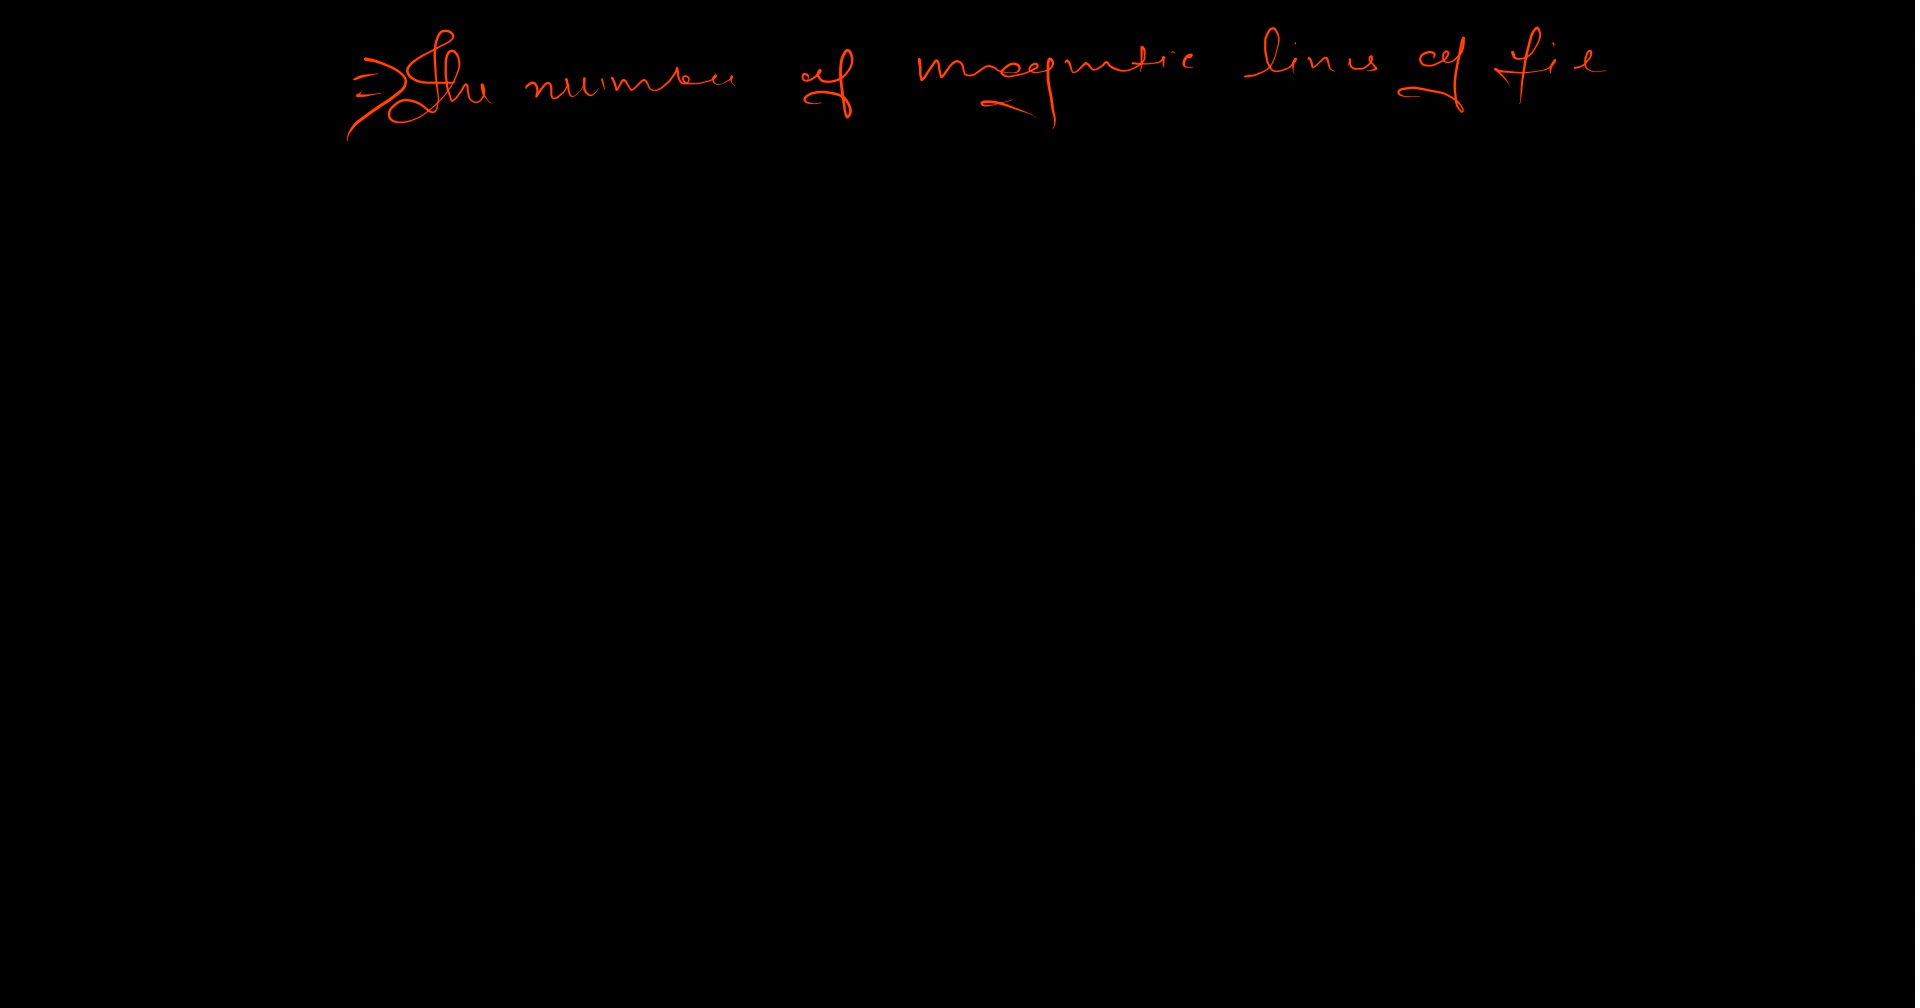 ⇒ The number of magnetic lines of fie